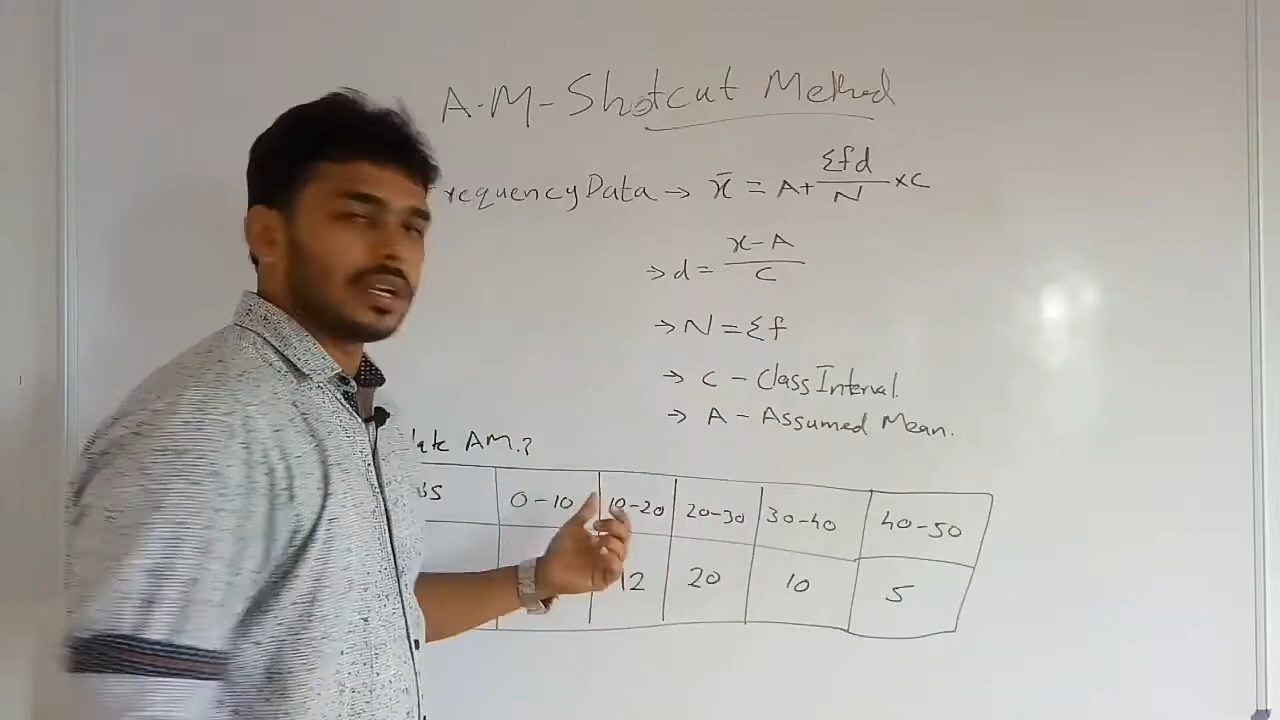 A.M-Shotcut Method
requency Data → x̄ = A+ Σfd/N ×C
→ d = x-A/C
→ N = Σf
→ C - Class Interval.
→ A - Assumed Mean.
late AM.?
ss 0-10 10-20 20-30 30-40 40-50
12 20 10 5